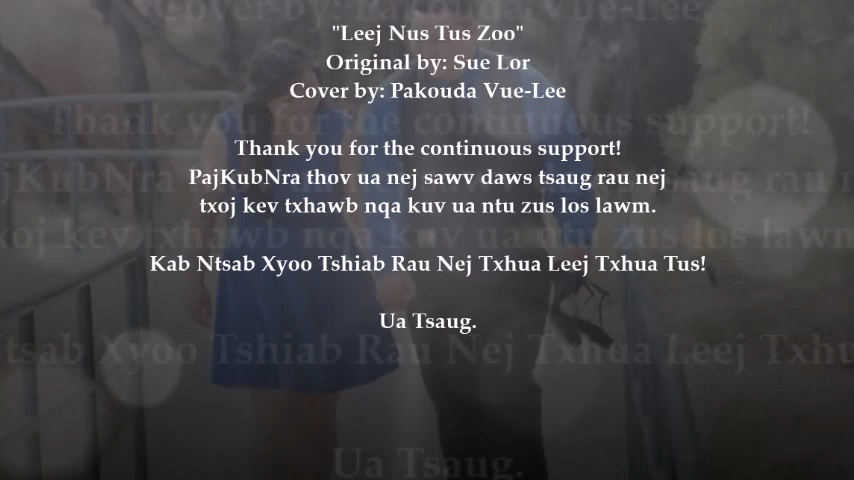 "Leej Nus Tus Zoo"
Original by: Sue Lor
Cover by: Pakouda Vue-Lee
Thank you for the continuous support!
PajKubNra thov ua nej sawv daws tsaug rau nej
txoj kev txhawb nqa kuv ua ntu zus los lawm.
Kab Ntsab Xyoo Tshiab Rau Nej Txhua Leej Txhua Tus!
Ua Tsaug.